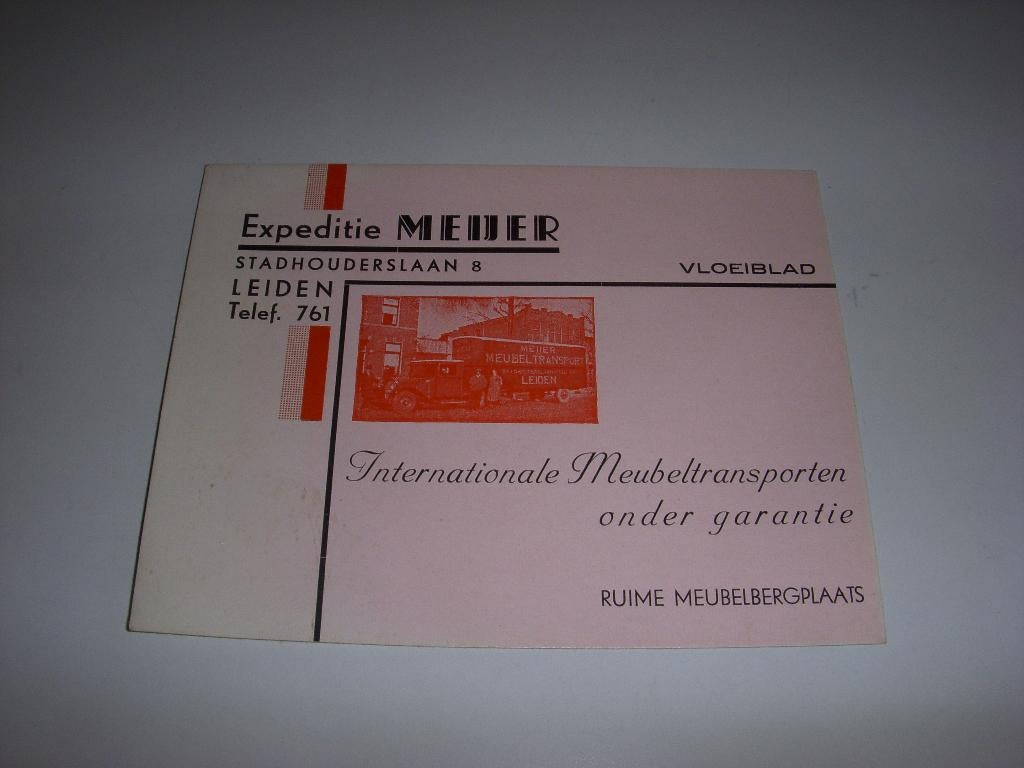 Expeditie MEIJER
STADHOUDERSLAAN 8
VLOEIBLAD
LEIDEN
Telef. 761
MEIJER
MEUBELTRANSPORT
LEIDEN
Internationale Meubeltransporten
onder garantie
RUIME MEUBELBERGPLAATS